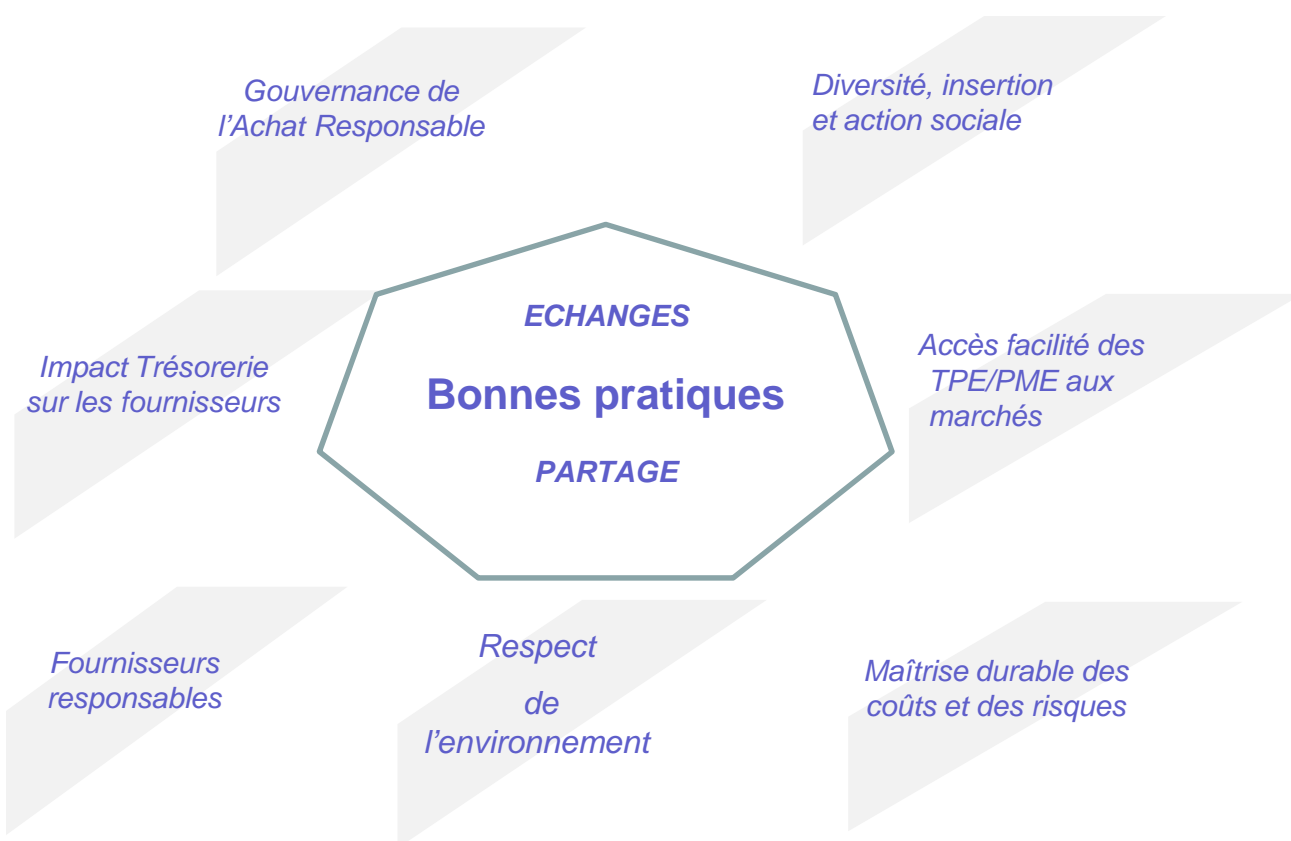 Gouvernance de
l’Achat Responsable
Diversité, insertion
et action sociale
ECHANGES
Bonnes pratiques
PARTAGE
Impact Trésorerie
sur les fournisseurs
Accès facilité des
TPE/PME aux
marchés
Fournisseurs
responsables
Respect
de
l’environnement
Maîtrise durable des
coûts et des risques